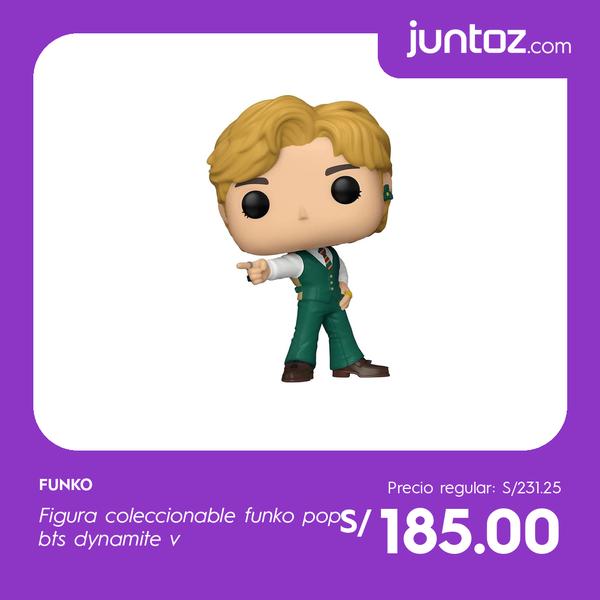 juntoz.com
FUNKO
Figura coleccionable funko pop
bts dynamite v
Precio regular: S/231.25
S/ 185.00